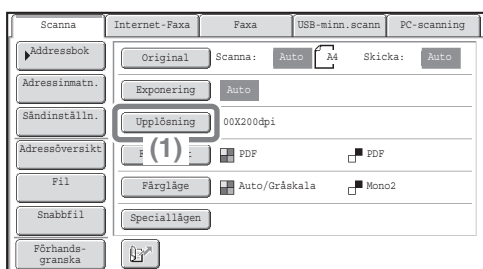 Scanna Internet-Faxa Faxa USB-minn.scann PC-scanning
Addressbok Original Scanna: Auto A4 Skicka: Auto
Adressinmatn. Exponering Auto
Sändinställn. Upplösning 00X200dpi
Adressöversikt (1) PDF PDF
Fil Färgläge Auto/Gråskala Mono2
Snabbfil Speciallägen
Förhands-
granska